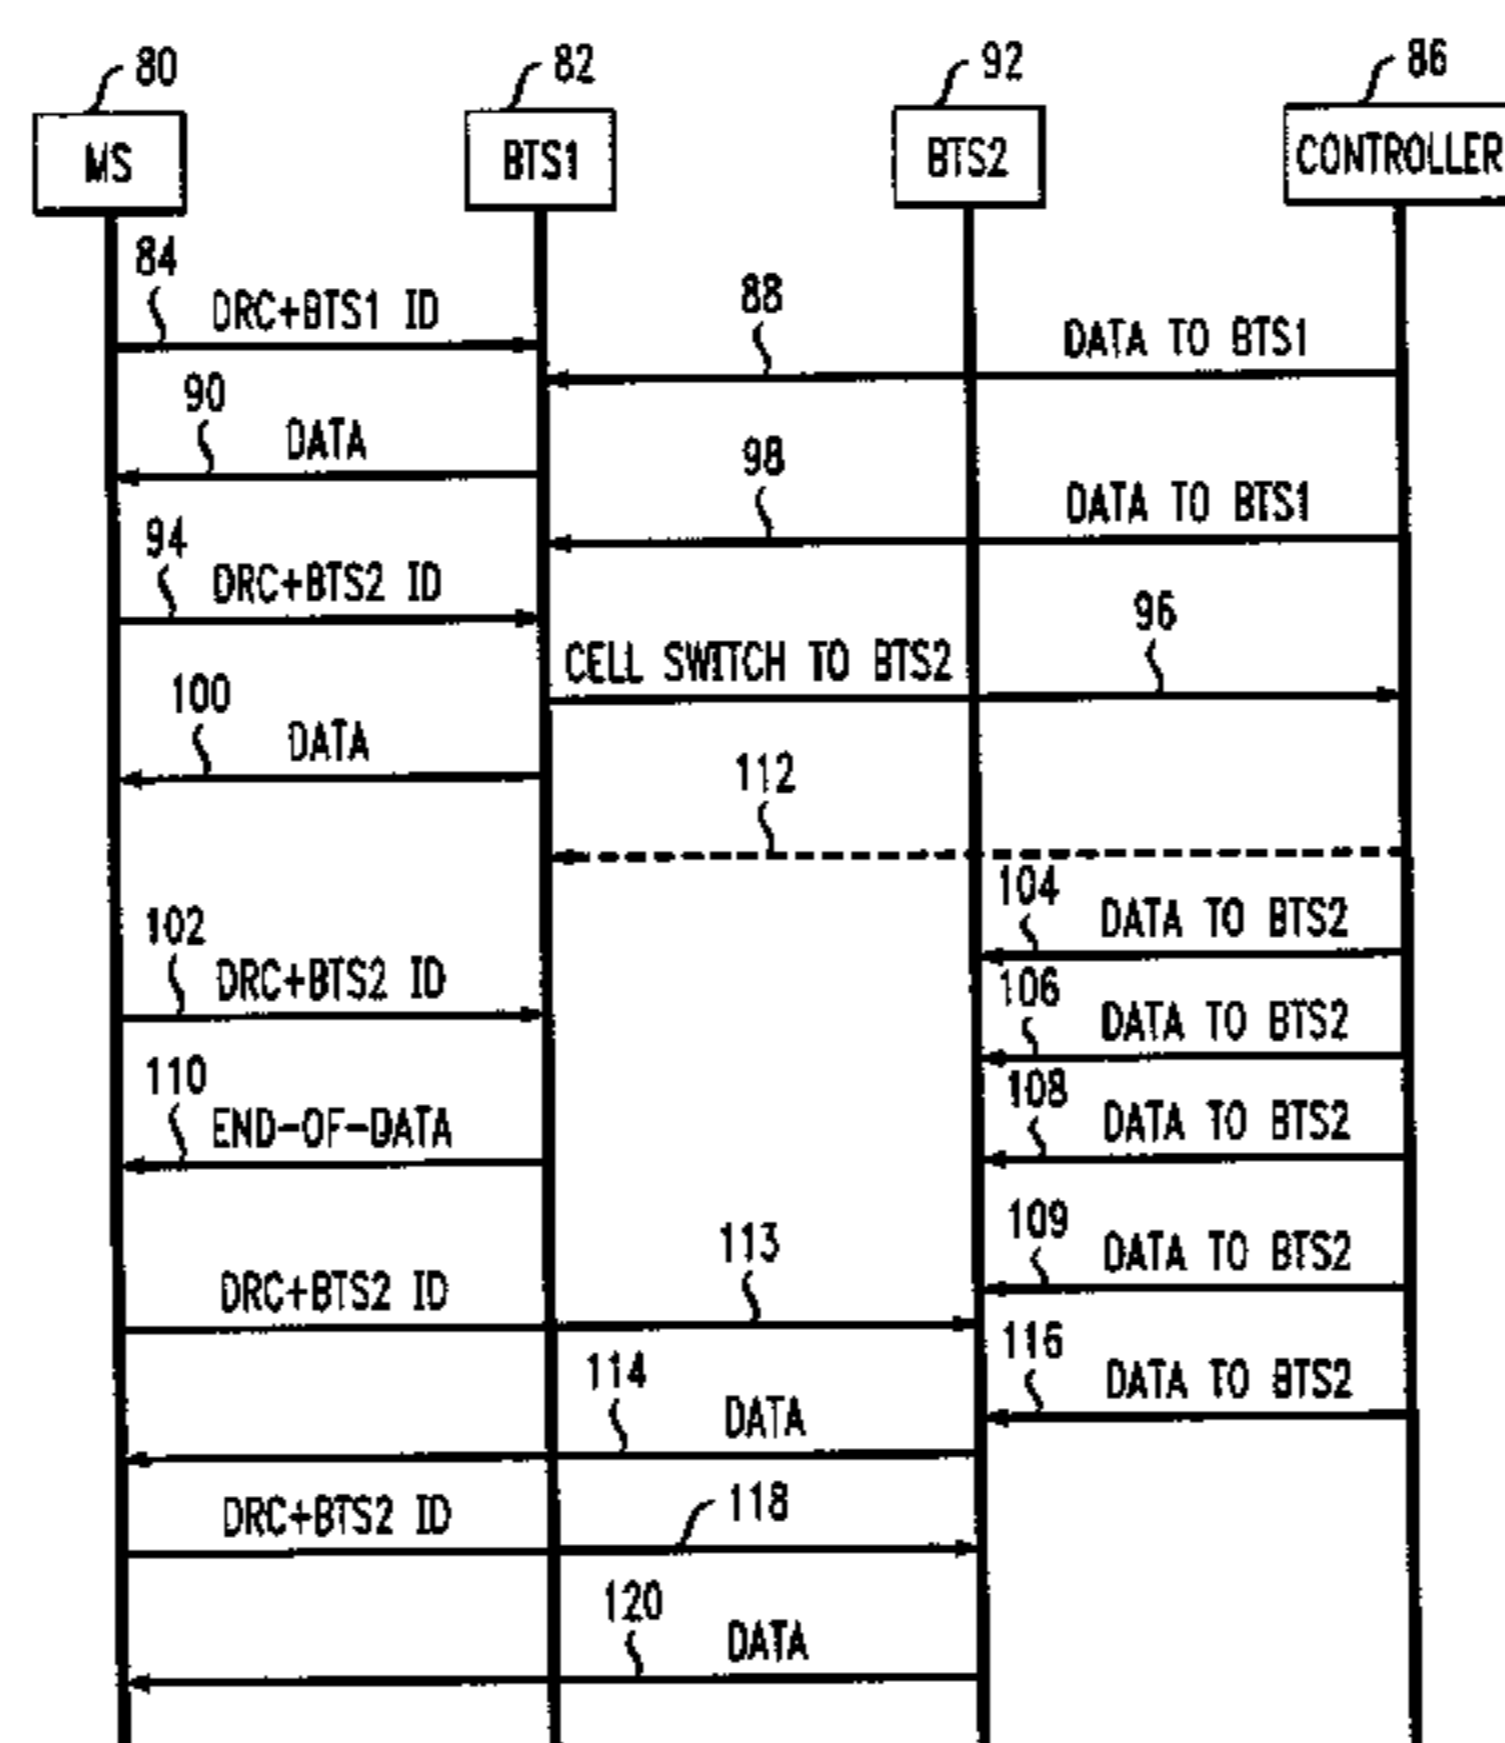 80
82
92
86
MS
BTS1
BTS2
CONTROLLER
84
DRC+BTS1 ID
88
DATA TO BTS1
90
DATA
98
DATA TO BTS1
94
DRC+BTS2 ID
96
CELL SWITCH TO BTS2
100
DATA
112
104
DATA TO BTS2
102
DRC+BTS2 ID
106
DATA TO BTS2
110
END-OF-DATA
108
DATA TO BTS2
109
DATA TO BTS2
113
DRC+BTS2 ID
116
DATA TO BTS2
114
DATA
118
DRC+BTS2 ID
120
DATA